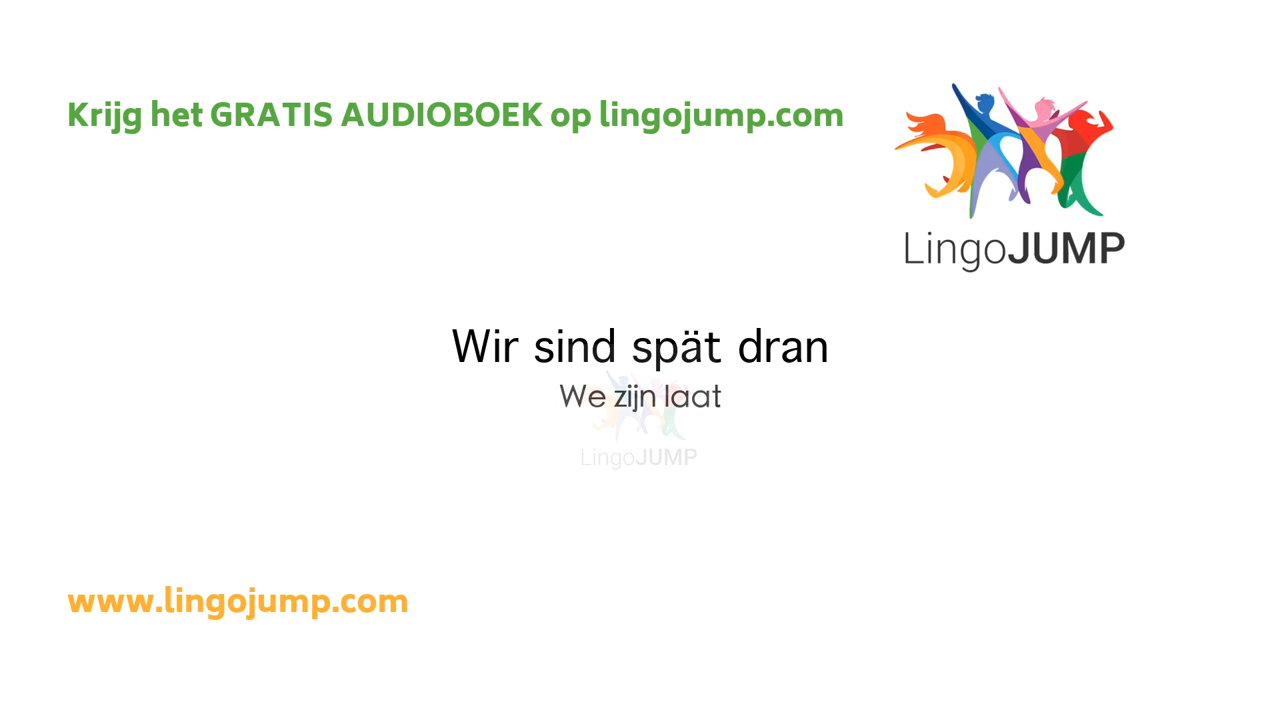 Krijg het GRATIS AUDIOBOEK op lingojump.com
LingoJUMP
Wir sind spät dran
We zijn laat
LingoJUMP
www.lingojump.com